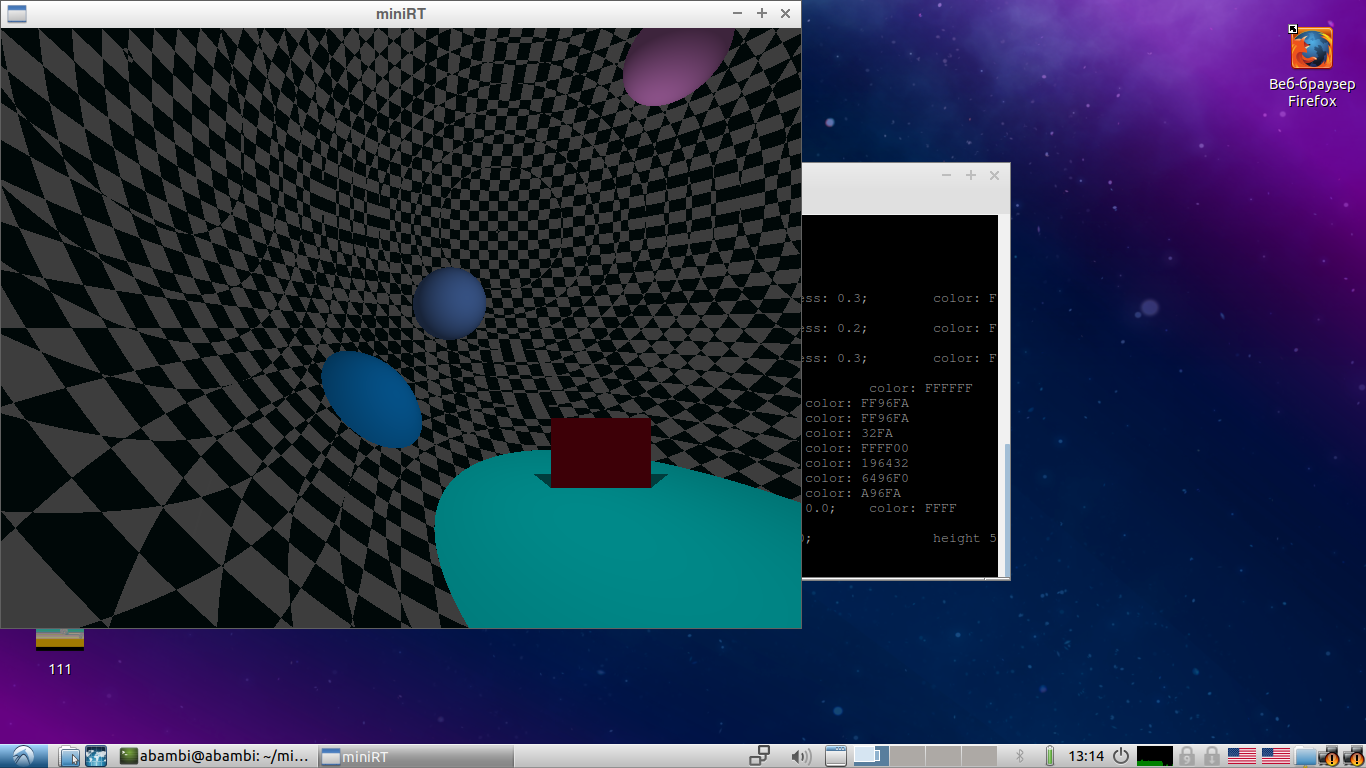 miniRT
Веб-браузер
Firefox
ess: 0.3; color: F
ess: 0.2; color: F
ess: 0.3; color: F
color: FFFFFF
color: FF96FA
color: FF96FA
color: 32FA
color: FFFF00
color: 196432
color: 6496F0
color: A96FA
0.0; color: FFFF
; height 5
111
abambi@abambi: ~/mi...
miniRT
13:14